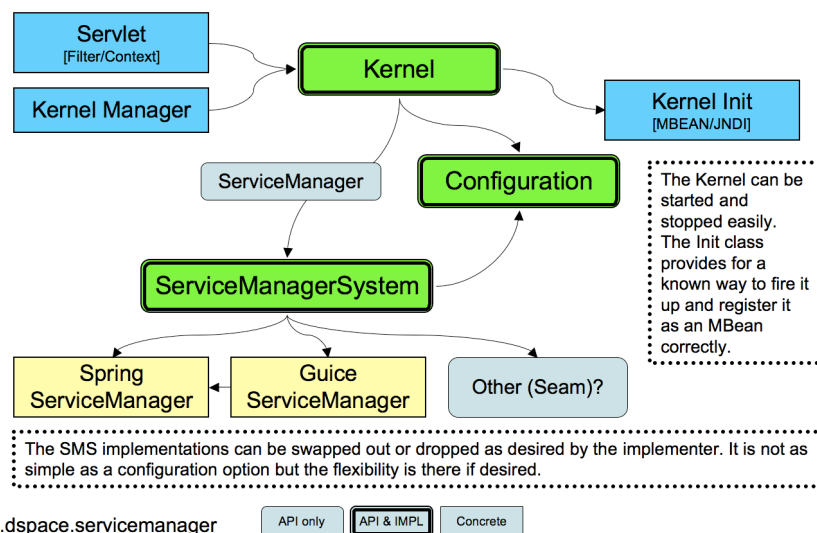 Servlet
[Filter/Context]
Kernel
Kernel Manager
Kernel Init
[MBEAN/JNDI]
ServiceManager
Configuration
The Kernel can be
started and
stopped easily.
The Init class
provides for a
known way to fire it
up and register it
as an MBean
correctly.
ServiceManagerSystem
Spring
ServiceManager
Guice
ServiceManager
Other (Seam)?
The SMS implementations can be swapped out or dropped as desired by the implementer. It is not as
simple as a configuration option but the flexibility is there if desired.
.dspace.servicemanager
API only
API & IMPL
Concrete